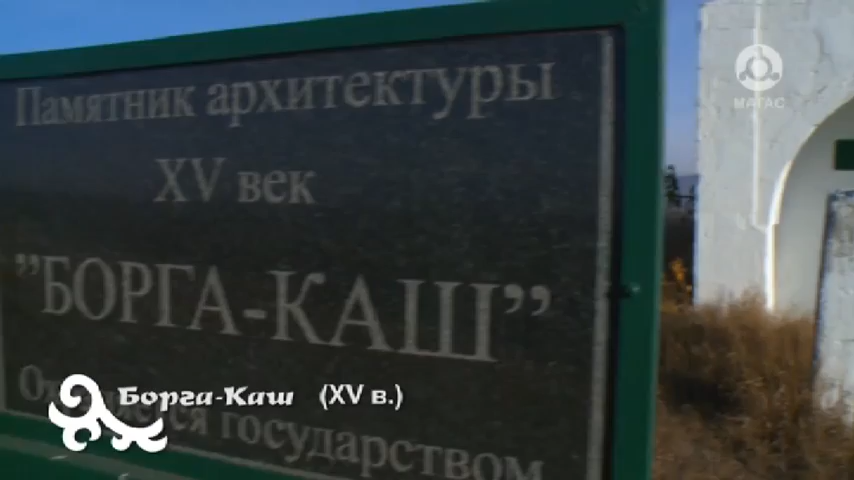 Памятник архитектуры
XV век
"БОРГА-КАШ"
государством
Борга-Каш (XV в.)
МАГАС